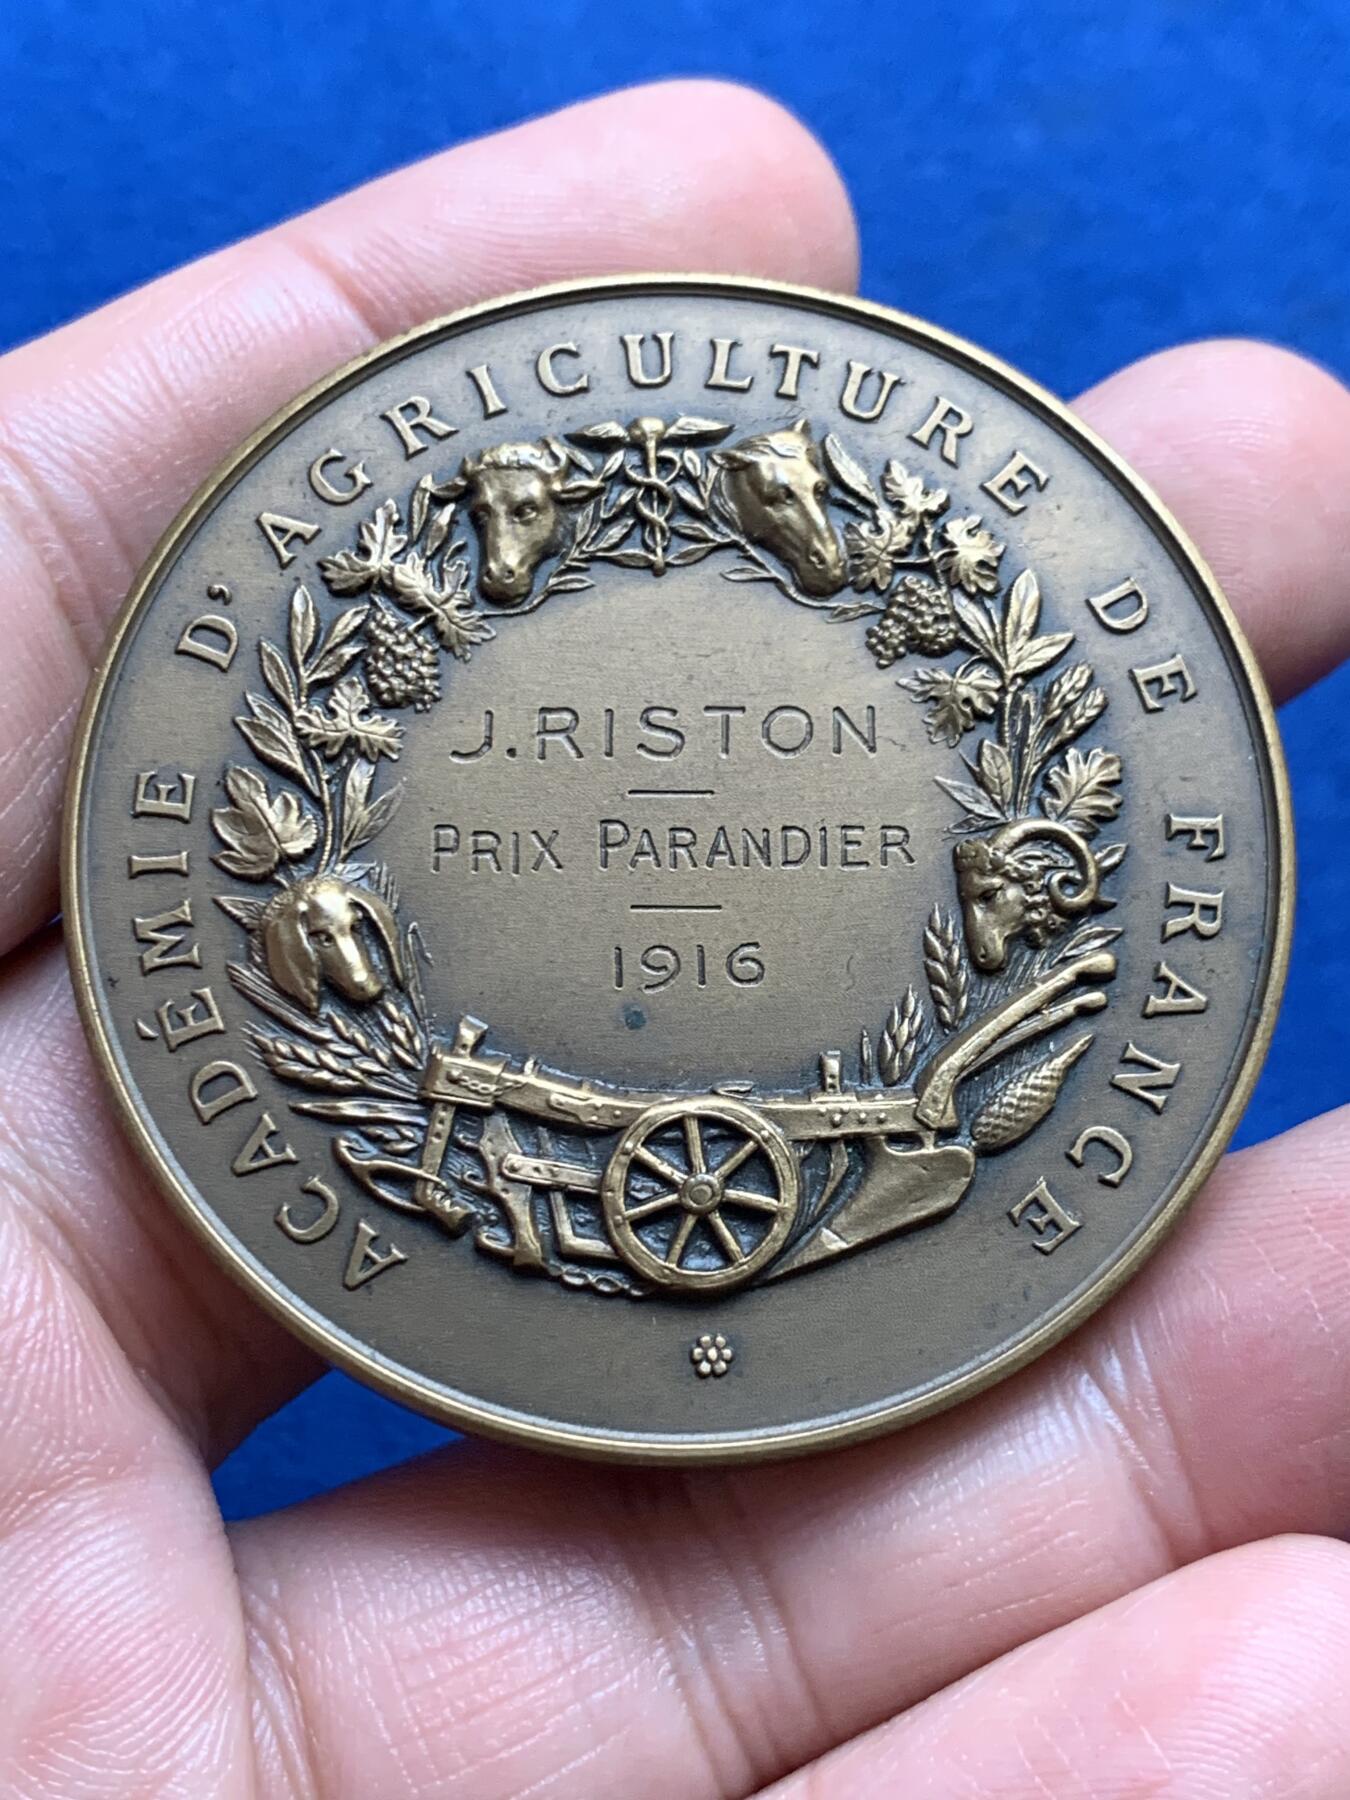 ACADÉMIE D'AGRICULTURE DE FRANCE
J. RISTON
PRIX PARANDIER
1916